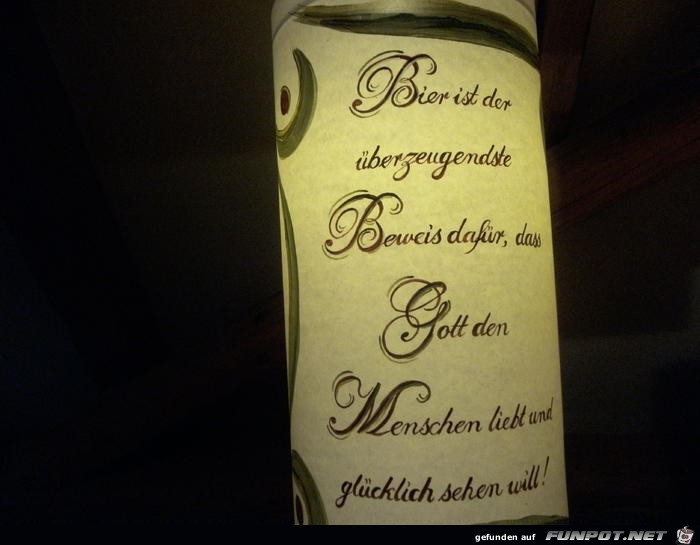 Bier ist der
überzeugendste
Beweis dafür, dass
Gott den
Menschen liebt und
glücklich sehen will!
gefunden auf FUNPOT.NET